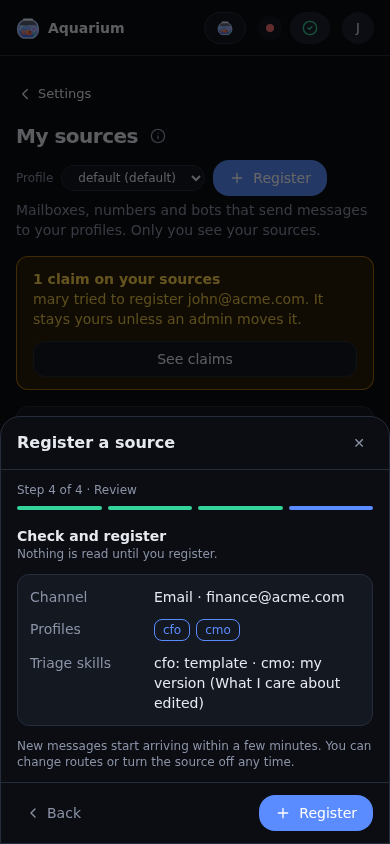 Aquarium
J
Settings
My sources
Profile default (default) Register
Mailboxes, numbers and bots that send messages
to your profiles. Only you see your sources.
1 claim on your sources
mary tried to register john@acme.com. It
stays yours unless an admin moves it.
See claims
Register a source
Step 4 of 4 · Review
Check and register
Nothing is read until you register.
Channel Email · finance@acme.com
Profiles cfo cmo
Triage skills cfo: template · cmo: my
version (What I care about
edited)
New messages start arriving within a few minutes. You can
change routes or turn the source off any time.
Back Register